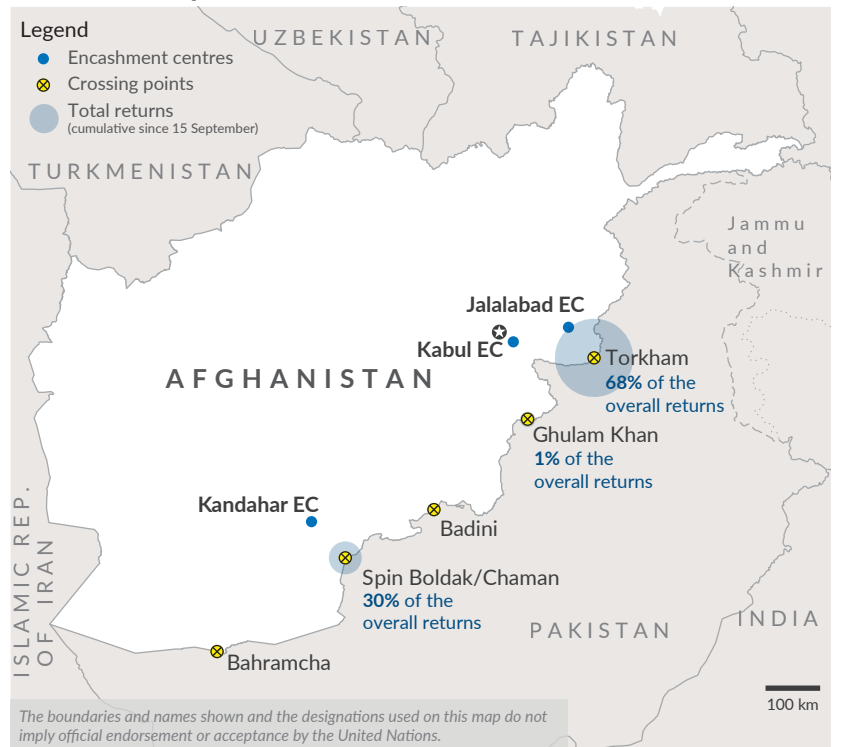 Legend
Encashment centres
Crossing points
Total returns
(cumulative since 15 September)
UZBEKISTAN
TAJIKISTAN
TURKMENISTAN
Jammu
and
Kashmir
Jalalabad EC
Kabul EC
Torkham
68% of the
overall returns
AFGHANISTAN
Ghulam Khan
1% of the
overall returns
Kandahar EC
Badini
Spin Boldak/Chaman
30% of the
overall returns
ISLAMIC REP.
OF IRAN
PAKISTAN
INDIA
Bahramcha
100 km
The boundaries and names shown and the designations used on this map do not
imply official endorsement or acceptance by the United Nations.